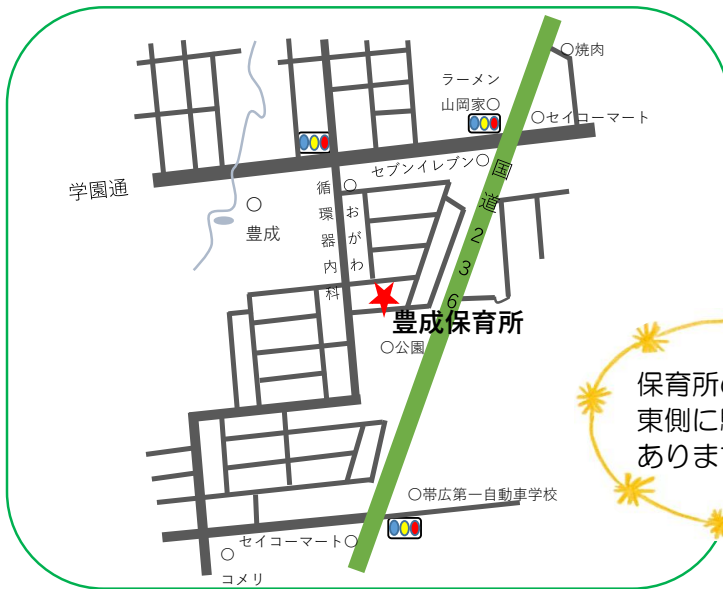 ○焼肉
ラーメン
山岡家○
○セイコーマート
学園通
セブンイレブン○
国道236
○
豊成
○
おがわ
循環器内科
豊成保育所
○公園
保育所
東側に
ありま
○帯広第一自動車学校
セイコーマート○
○
コメリ